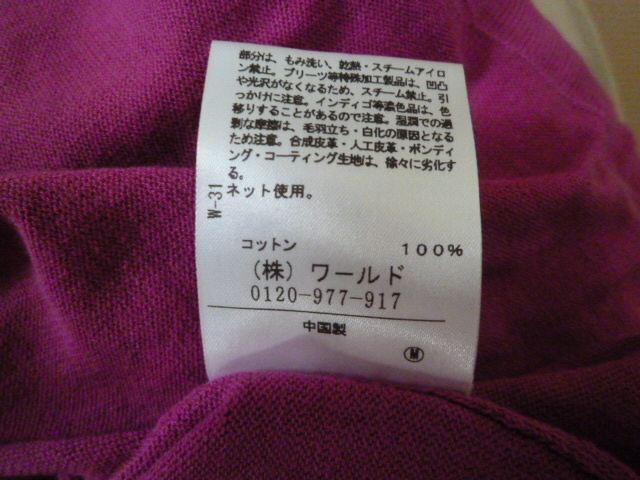 部分は、もみ洗い、乾熱・スチームアイロ
ン禁止。プリーツ等特殊加工製品は、凹凸
や光沢がなくなるため、スチーム禁止。引
っかけに注意。インディゴ等濃色品は、色
移りすることがあるので注意。湿潤での過
剰な摩擦は、毛羽立ち・白化の原因となる
ため注意。合成皮革・人工皮革・ボンディ
ング・コーティング生地は、徐々に劣化す
る。
ネット使用。
W-31
コットン 100%
(株) ワールド
0120-977-917
中国製
M